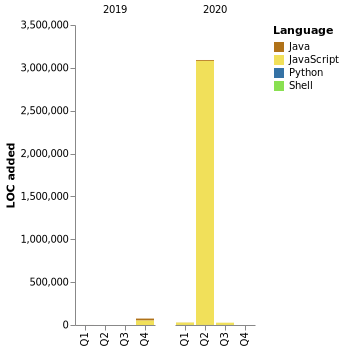 2019 2020
Language
Java
JavaScript
Python
Shell
LOC added
3,500,000
3,000,000
2,500,000
2,000,000
1,500,000
1,000,000
500,000
0
Q1 Q2 Q3 Q4 Q1 Q2 Q3 Q4